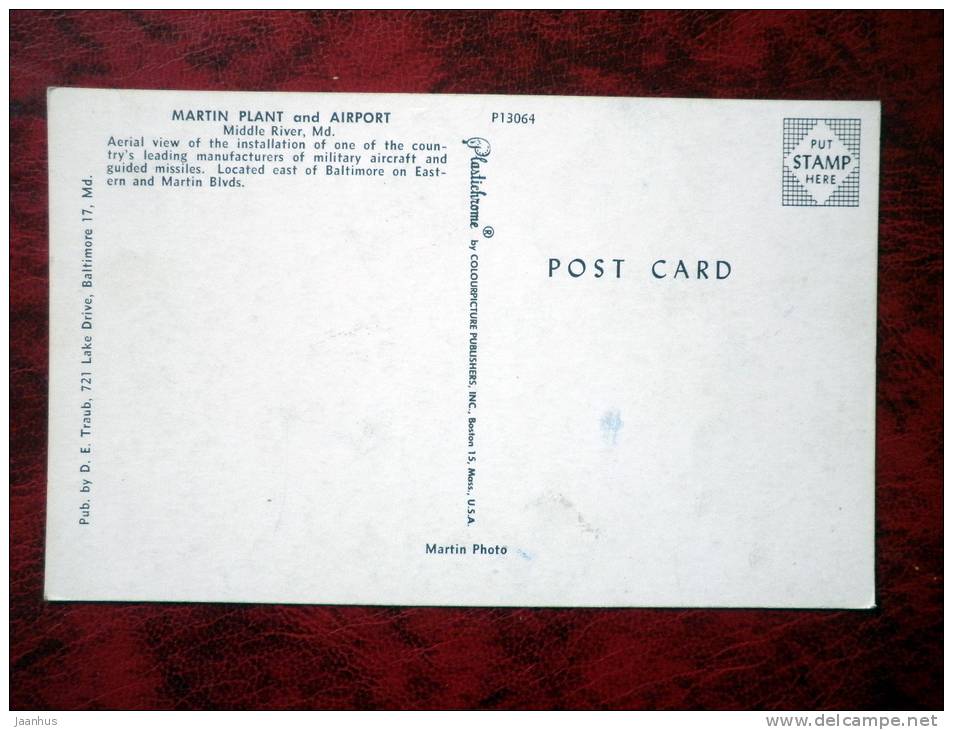 MARTIN PLANT and AIRPORT
Middle River, Md.
Aerial view of the installation of one of the coun-
try's leading manufacturers of military aircraft and
guided missiles. Located east of Baltimore on East-
ern and Martin Blvds.
Pub. by D. E. Traub, 721 Lake Drive, Baltimore 17, Md.
P13064
Plastichrome ® by COLOURPICTURE PUBLISHERS, INC., Boston 15, Mass., U.S.A.
Martin Photo
PUT
STAMP
HERE
POST CARD
Jaanhus
www.delcampe.net